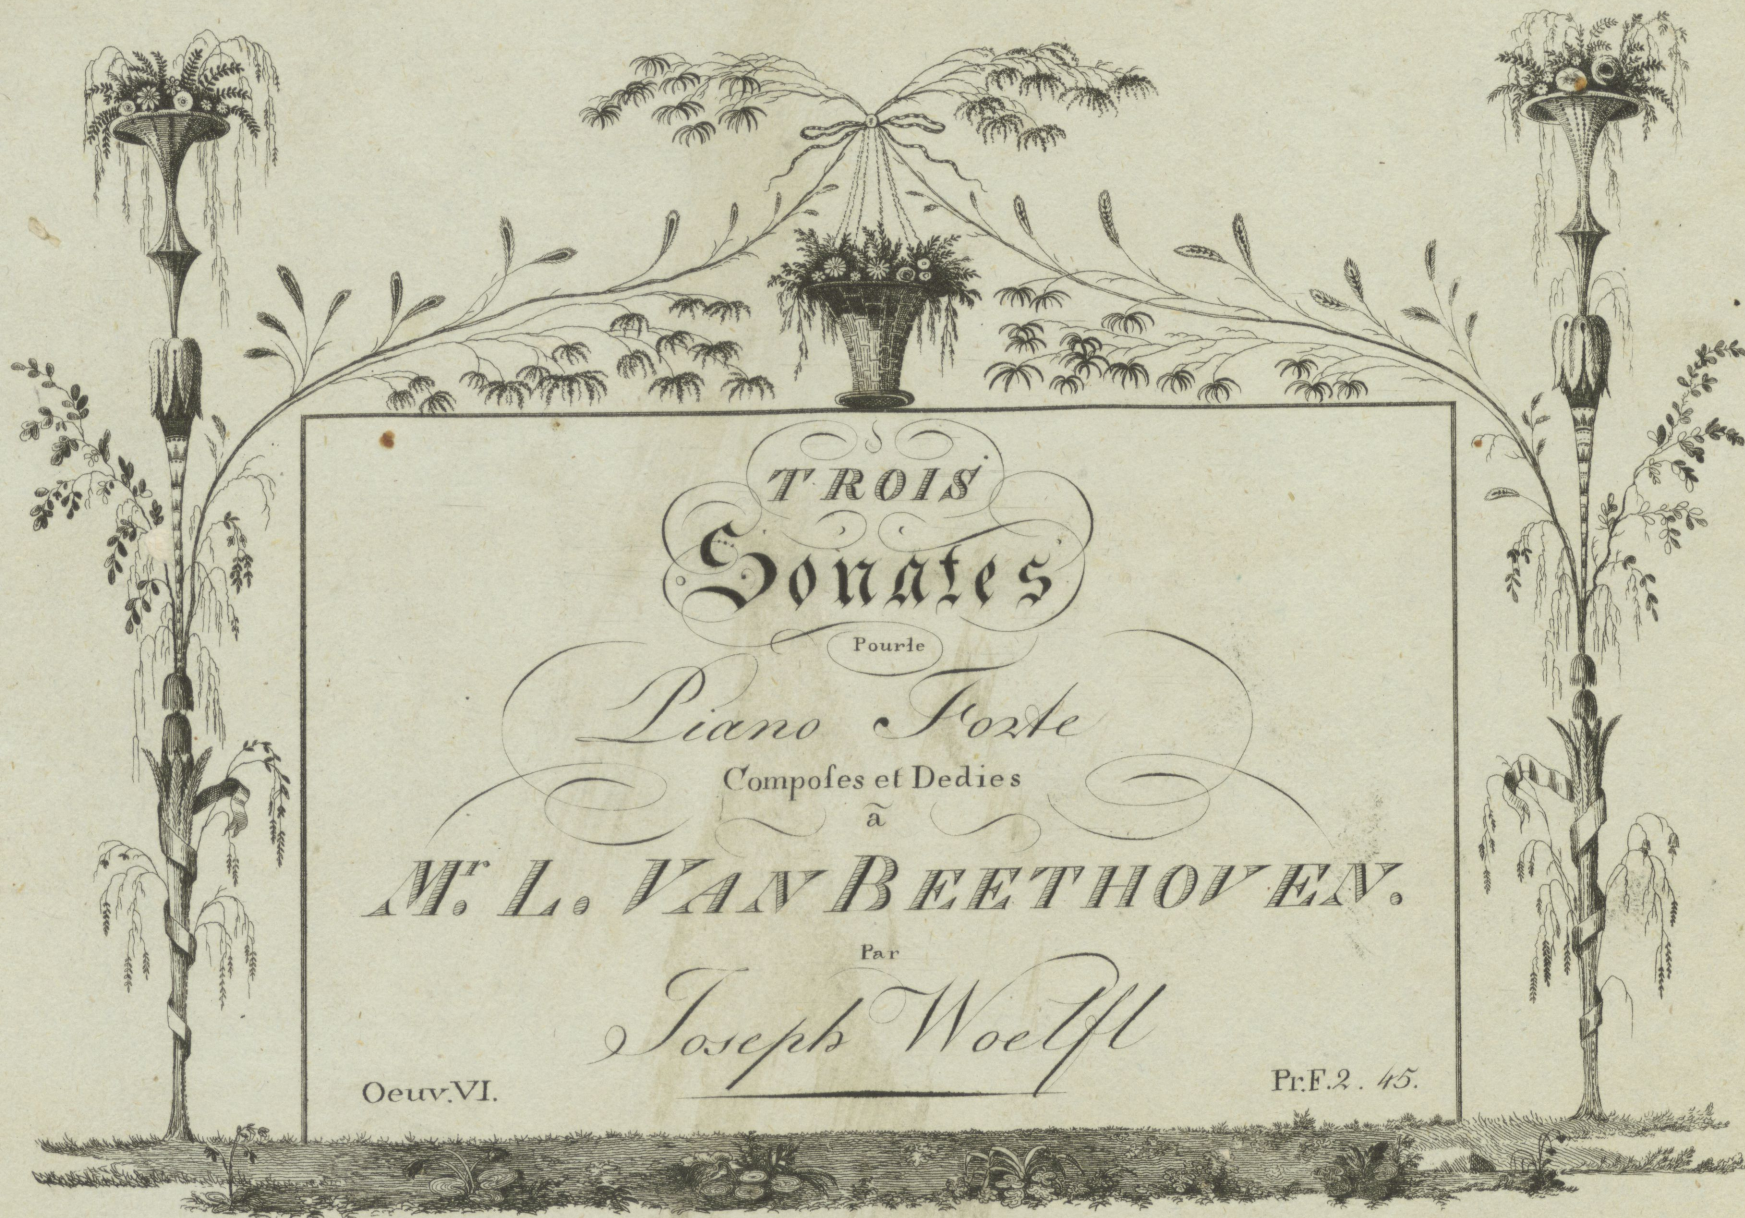 TROIS
Sonates
Pour le
Piano Forte
Compoſes et Dedies
ã
Mr. L. VAN BEETHOVEN.
Par
Joseph Woelfl
Oeuv. VI.
Pr. F. 2. 45.